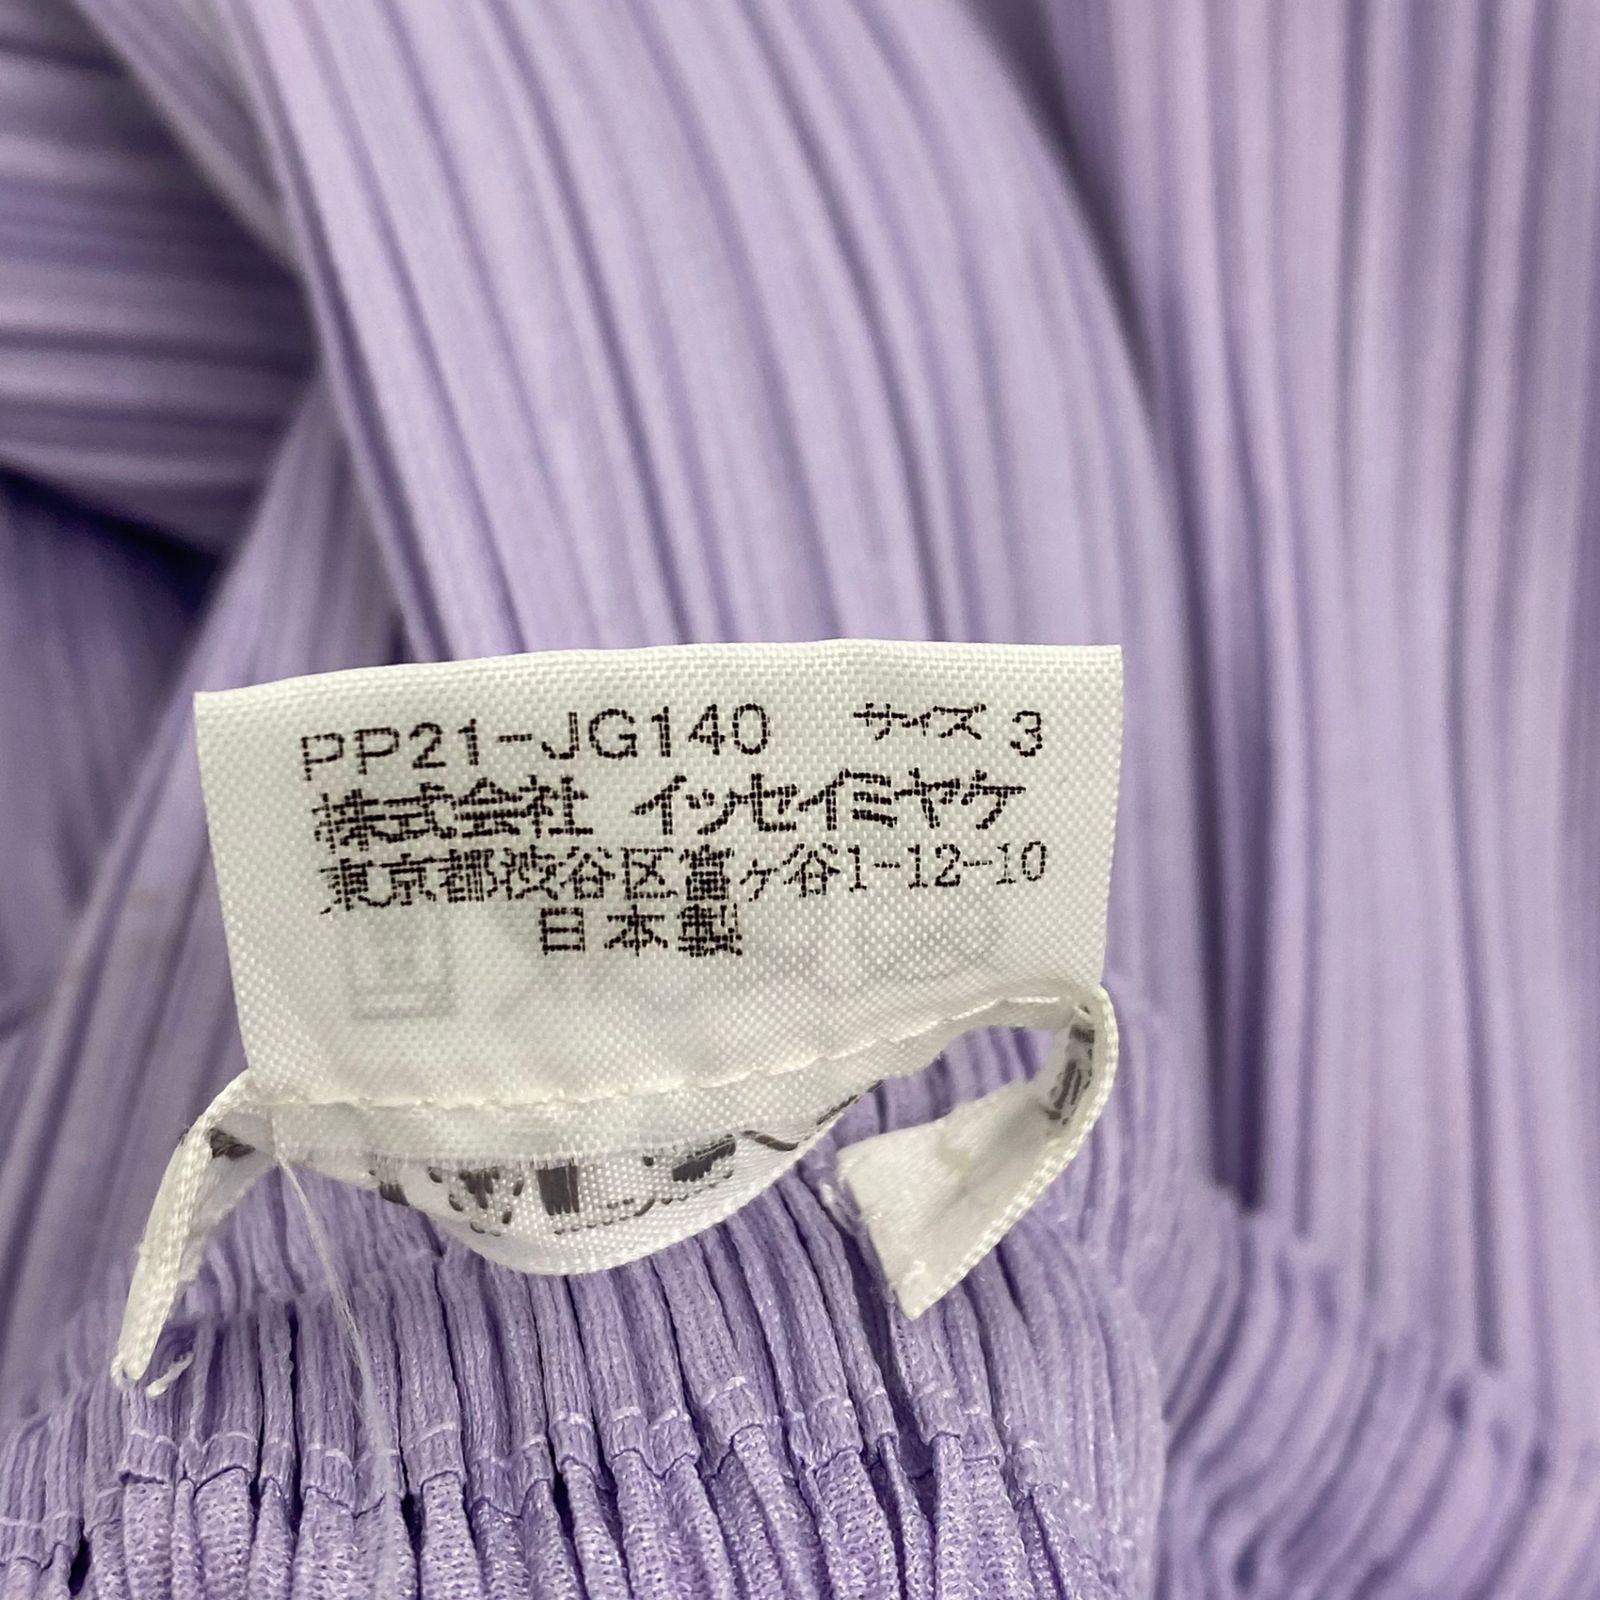 PP21-JG140 サイズ 3
株式会社 イッセイミヤケ
東京都渋谷区富ヶ谷1-12-10
日本製